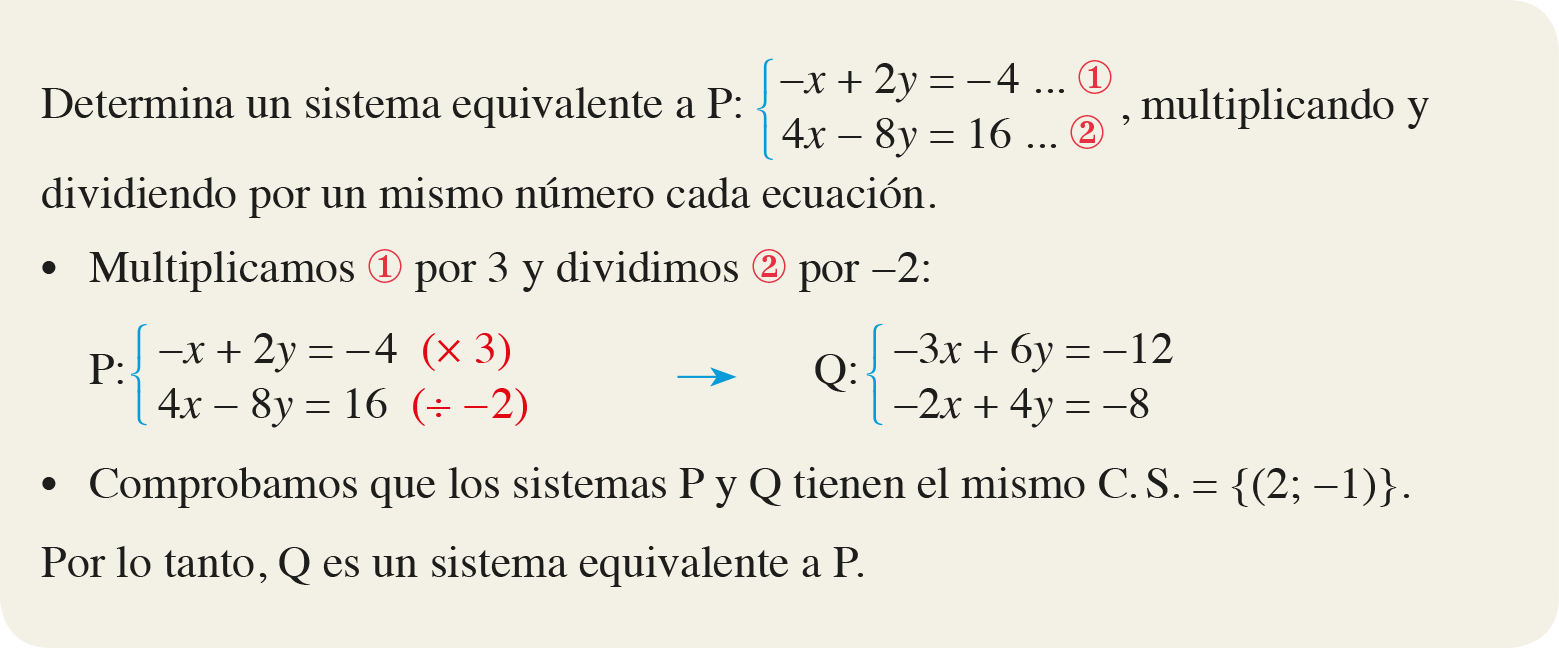 Determina un sistema equivalente a P: { –x + 2y = –4 ... ① , multiplicando y
4x – 8y = 16 ... ②
dividiendo por un mismo número cada ecuación.
• Multiplicamos ① por 3 y dividimos ② por –2:
P: { –x + 2y = –4 (× 3) → Q: { –3x + 6y = –12
4x – 8y = 16 (÷ –2) –2x + 4y = –8
• Comprobamos que los sistemas P y Q tienen el mismo C. S. = {(2; –1)}.
Por lo tanto, Q es un sistema equivalente a P.